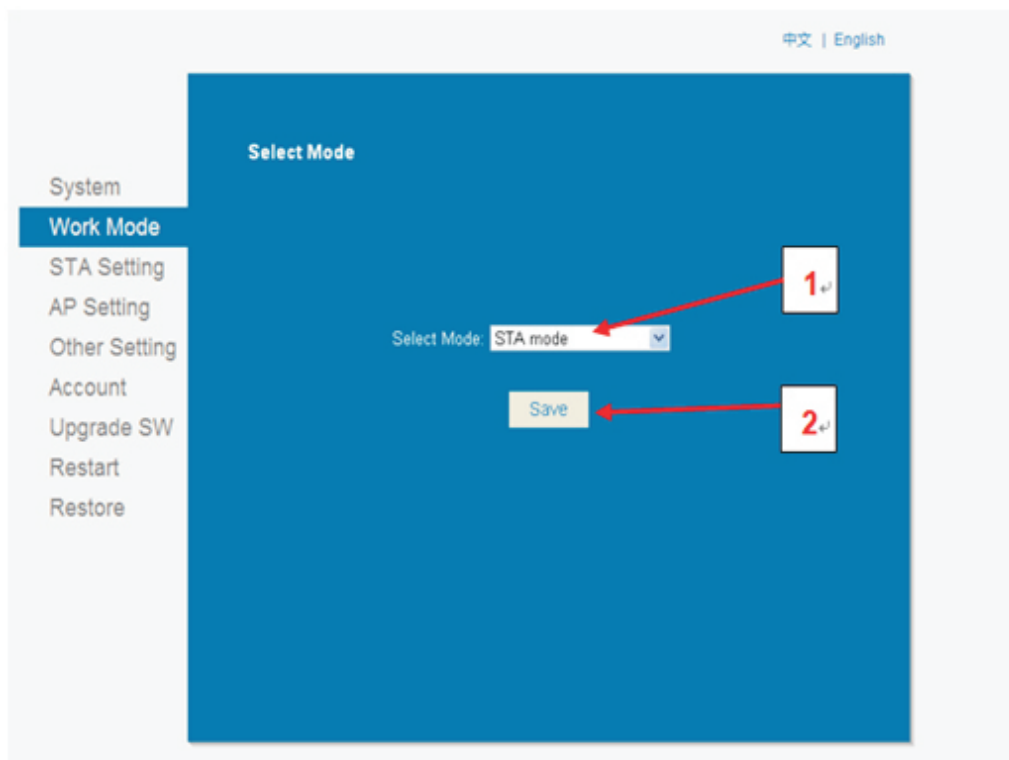 中文 | English
Select Mode
System
Work Mode
STA Setting
AP Setting
Other Setting
Account
Upgrade SW
Restart
Restore
1↵
Select Mode: STA mode
Save
2↵